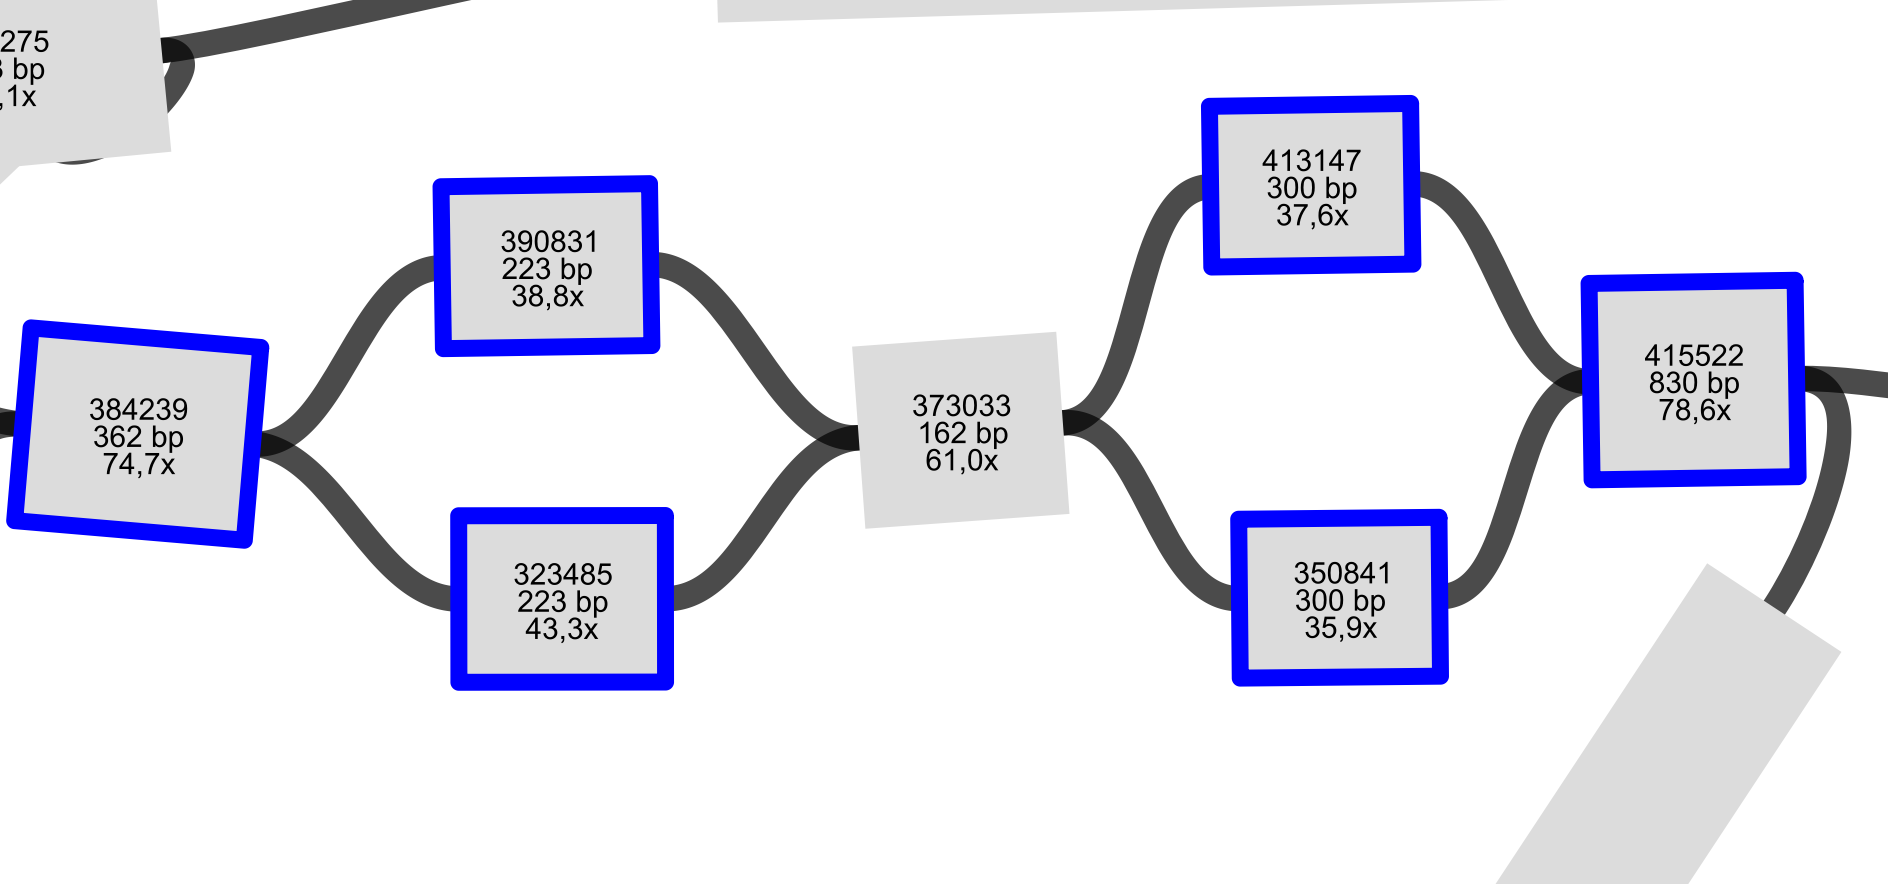 275
bp
,1x
390831
223 bp
38,8x
413147
300 bp
37,6x
384239
362 bp
74,7x
373033
162 bp
61,0x
415522
830 bp
78,6x
323485
223 bp
43,3x
350841
300 bp
35,9x